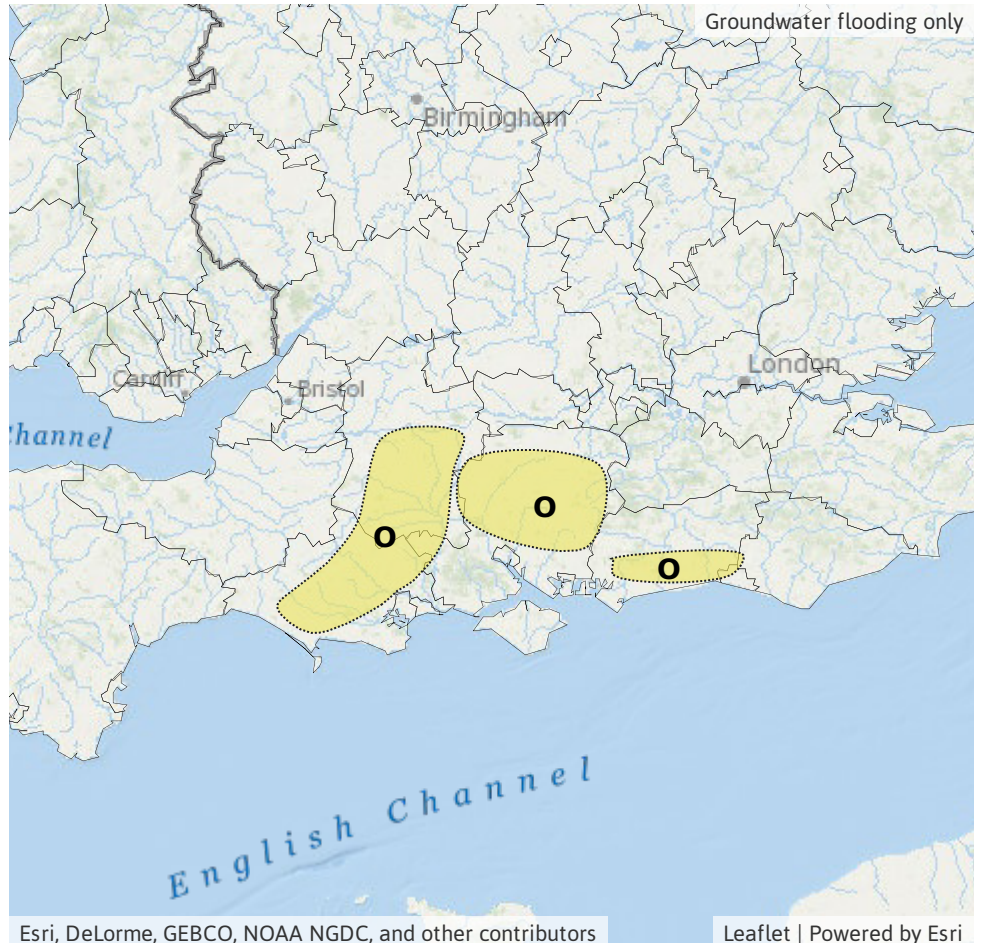 Groundwater flooding only
Birmingham
London
Cardiff
Bristol
Channel
O
O
O
English Channel
Esri, DeLorme, GEBCO, NOAA NGDC, and other contributors
Leaflet | Powered by Esri